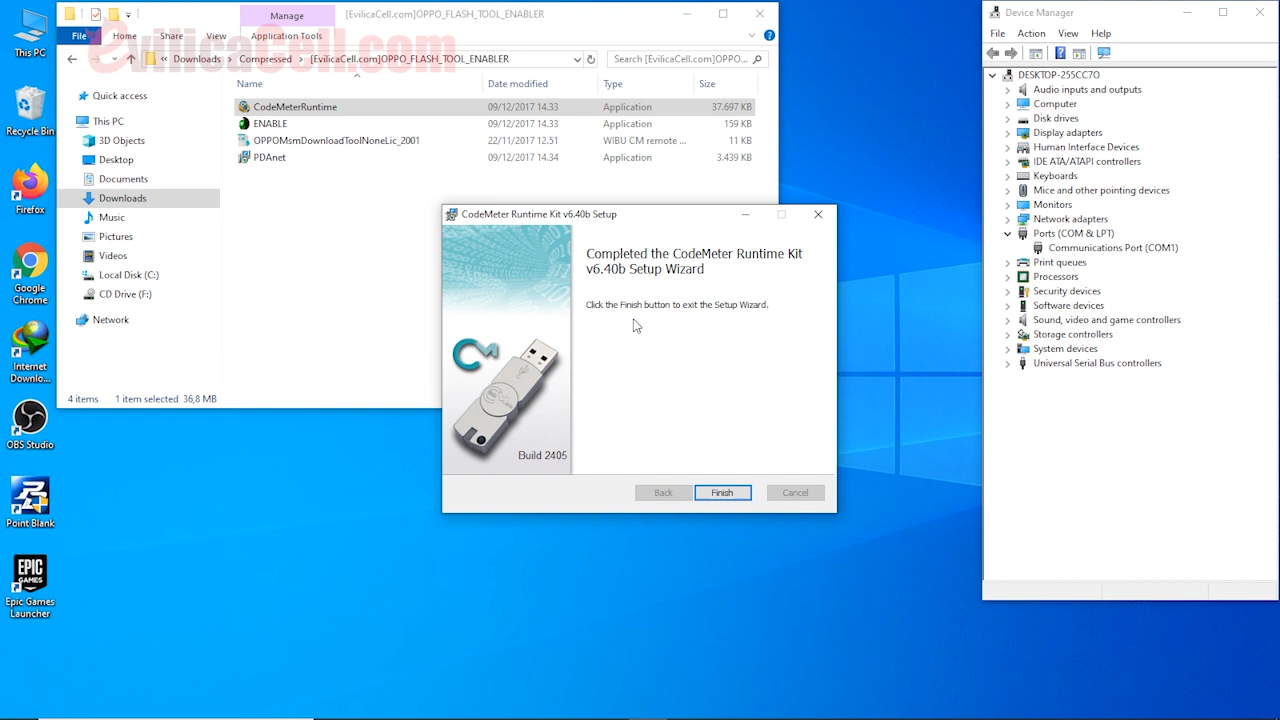 This PC
Recycle Bin
Firefox
Google
Chrome
Internet
Downlo...
OBS Studio
Point Blank
EPIC
GAMES
Epic Games
Launcher
Manage
[EvilicaCell.com]OPPO_FLASH_TOOL_ENABLER
File
Home
Share
View
Application Tools
evilicaCell.com
« Downloads › Compressed › [EvilicaCell.com]OPPO_FLASH_TOOL_ENABLER
Search [EvilicaCell.com]OPPO...
Name
Date modified
Type
Size
Quick access
This PC
3D Objects
Desktop
Documents
Downloads
Music
Pictures
Videos
Local Disk (C:)
CD Drive (F:)
Network
CodeMeterRuntime 09/12/2017 14.33 Application 37.697 KB
ENABLE 09/12/2017 14.33 Application 159 KB
OPPOMsmDownloadToolNoneLic_2001 22/11/2017 12.51 WIBU CM remote ... 11 KB
PDAnet 09/12/2017 14.34 Application 3.439 KB
4 items 1 item selected 36,8 MB
CodeMeter Runtime Kit v6.40b Setup
Completed the CodeMeter Runtime Kit
v6.40b Setup Wizard
Click the Finish button to exit the Setup Wizard.
Build 2405
Back
Finish
Cancel
Device Manager
File
Action
View
Help
DESKTOP-255CC7O
Audio inputs and outputs
Computer
Disk drives
Display adapters
Human Interface Devices
IDE ATA/ATAPI controllers
Keyboards
Mice and other pointing devices
Monitors
Network adapters
Ports (COM & LPT)
Communications Port (COM1)
Print queues
Processors
Security devices
Software devices
Sound, video and game controllers
Storage controllers
System devices
Universal Serial Bus controllers